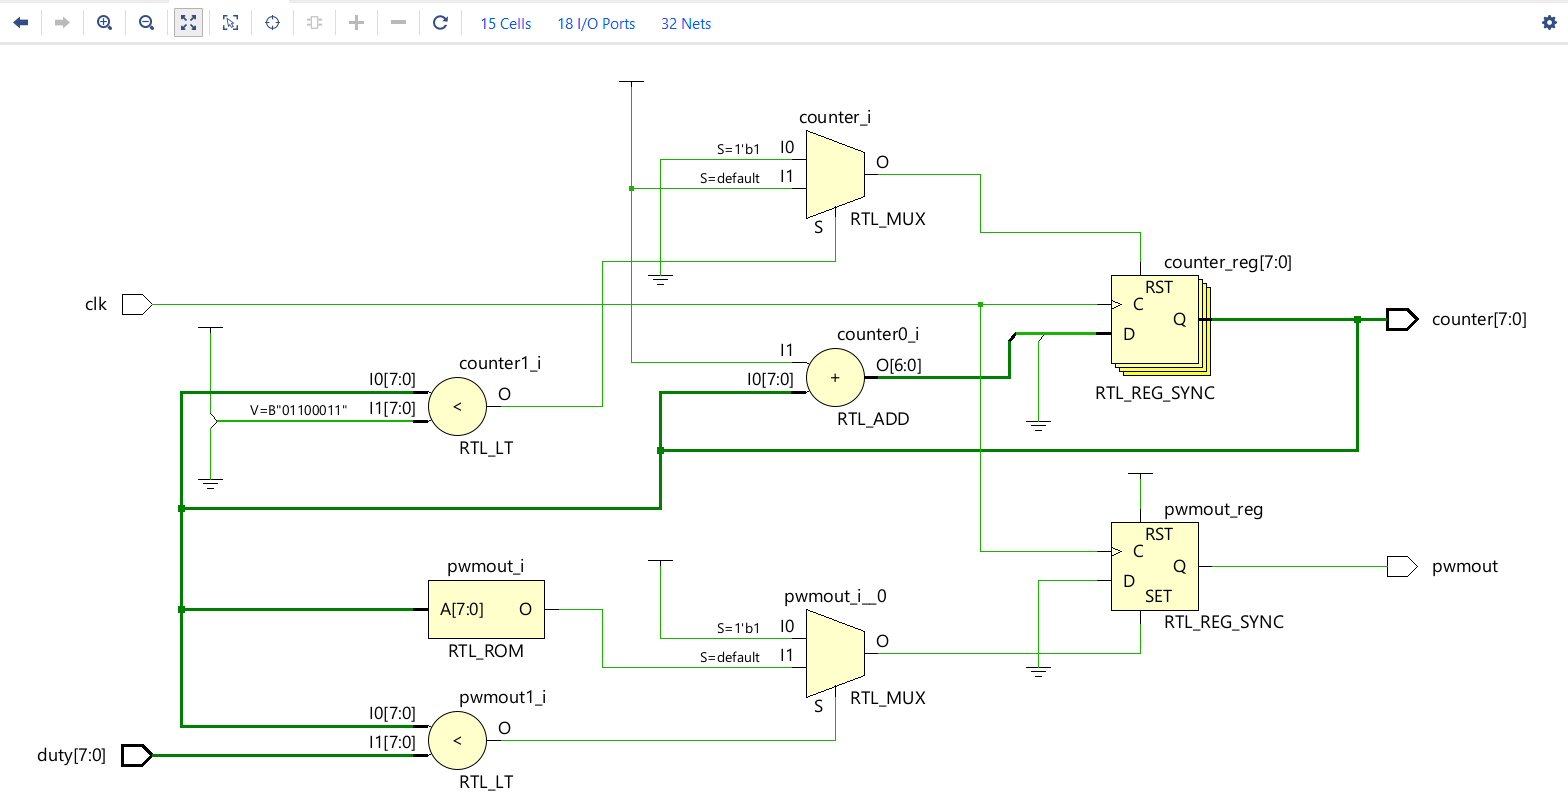 15 Cells 18 I/O Ports 32 Nets
counter_i
S=1'b1 I0
O
S=default I1
S
RTL_MUX
counter_reg[7:0]
RST
clk
C
Q
counter[7:0]
D
RTL_REG_SYNC
counter0_i
I1
O[6:0]
I0[7:0]
+
RTL_ADD
counter1_i
I0[7:0]
O
V=B"01100011" I1[7:0]
<
RTL_LT
pwmout_reg
RST
C
Q
pwmout
D
SET
RTL_REG_SYNC
pwmout_i
A[7:0] O
RTL_ROM
pwmout_i__0
S=1'b1 I0
O
S=default I1
S
RTL_MUX
pwmout1_i
I0[7:0]
O
I1[7:0]
<
duty[7:0]
RTL_LT